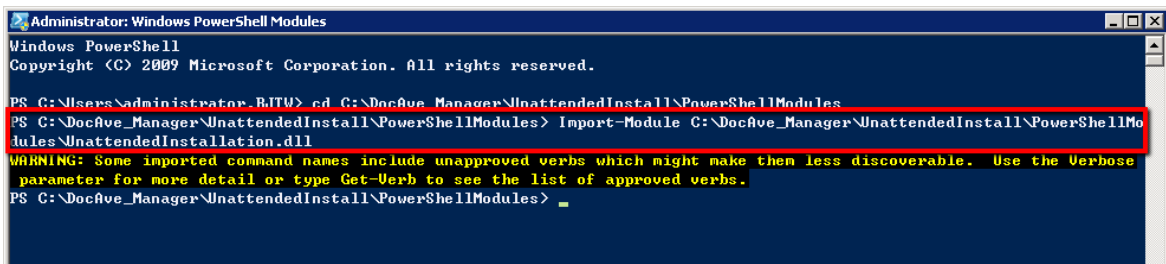 Administrator: Windows PowerShell Modules
Windows PowerShell
Copyright (C) 2009 Microsoft Corporation. All rights reserved.
PS C:\Users\administrator.BJTW> cd C:\DocAve_Manager\UnattendedInstall\PowerShellModules
PS C:\DocAve_Manager\UnattendedInstall\PowerShellModules> Import-Module C:\DocAve_Manager\UnattendedInstall\PowerShellMo
dules\UnattendedInstallation.dll
WARNING: Some imported command names include unapproved verbs which might make them less discoverable.  Use the Verbose
 parameter for more detail or type Get-Verb to see the list of approved verbs.
PS C:\DocAve_Manager\UnattendedInstall\PowerShellModules> _